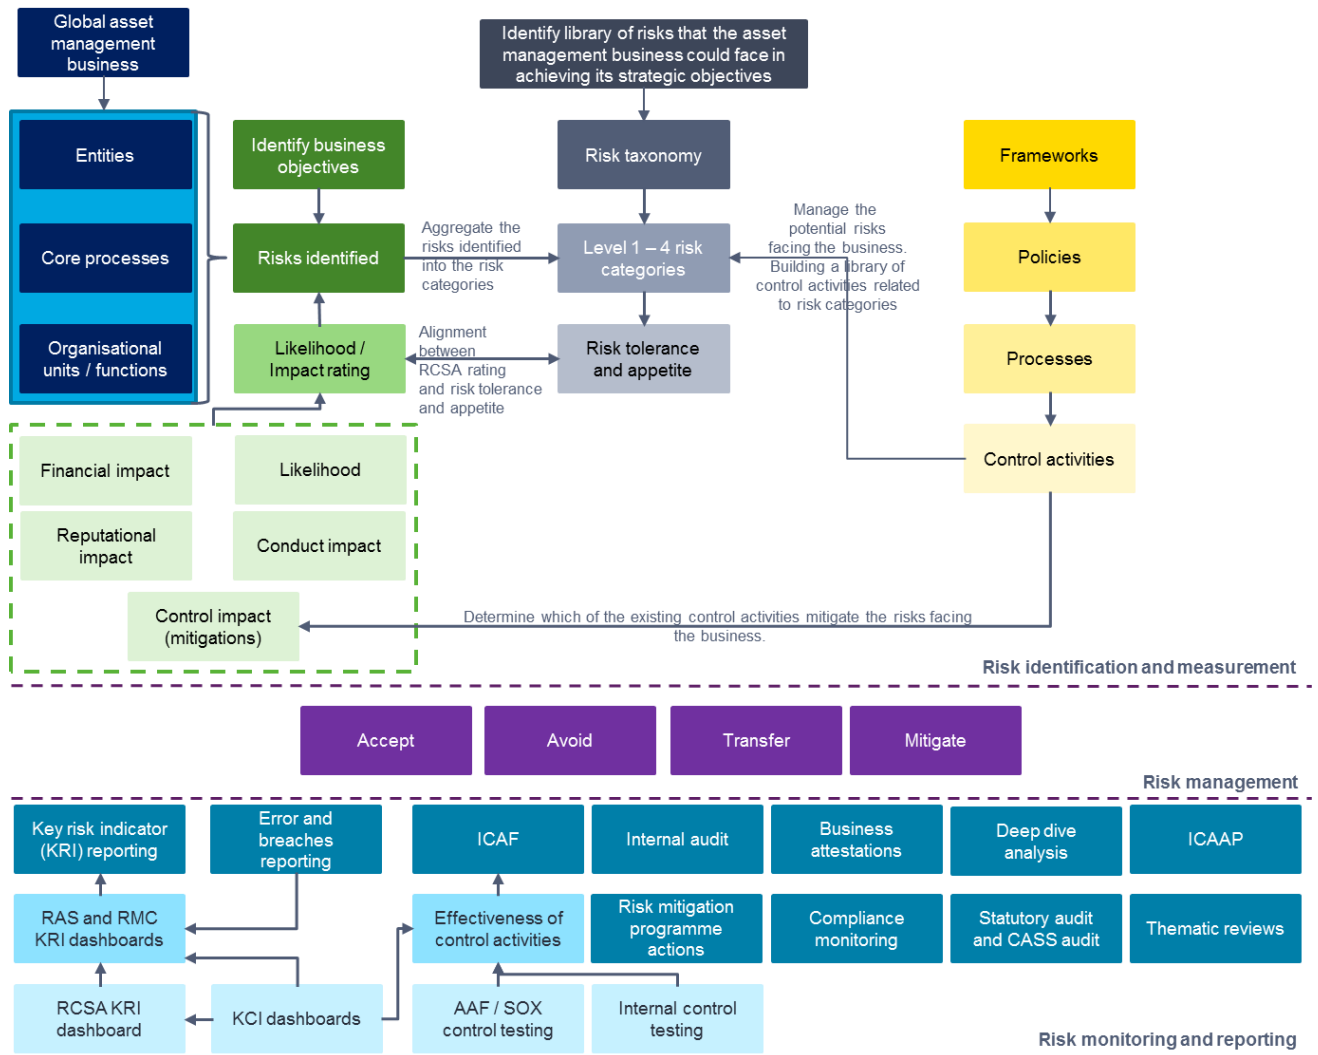 Global asset
management
business
Identify library of risks that the asset
management business could face in
achieving its strategic objectives
Entities
Core processes
Organisational
units / functions
Identify business
objectives
Risks identified
Likelihood /
Impact rating
Aggregate the
risks identified
into the risk
categories
Alignment
between
RCSA rating
and risk tolerance
and appetite
Risk taxonomy
Level 1 – 4 risk
categories
Risk tolerance
and appetite
Manage the
potential risks
facing the business.
Building a library of
control activities related
to risk categories
Frameworks
Policies
Processes
Control activities
Financial impact
Likelihood
Reputational
impact
Conduct impact
Control impact
(mitigations)
Determine which of the existing control activities mitigate the risks facing
the business.
Risk identification and measurement
Accept
Avoid
Transfer
Mitigate
Risk management
Key risk indicator
(KRI) reporting
Error and
breaches
reporting
ICAF
Internal audit
Business
attestations
Deep dive
analysis
ICAAP
RAS and RMC
KRI dashboards
Effectiveness of
control activities
Risk mitigation
programme
actions
Compliance
monitoring
Statutory audit
and CASS audit
Thematic reviews
RCSA KRI
dashboard
KCI dashboards
AAF / SOX
control testing
Internal control
testing
Risk monitoring and reporting